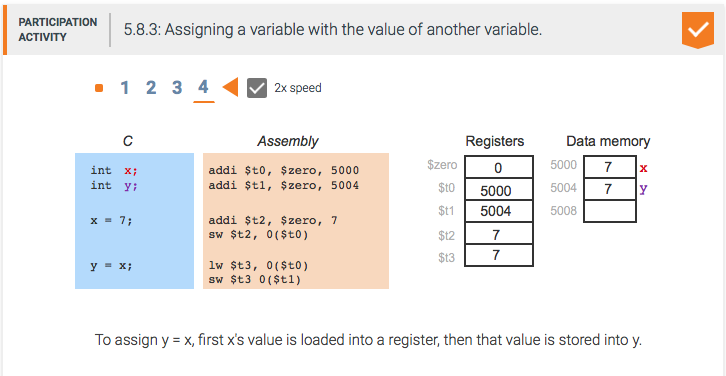 PARTICIPATION
ACTIVITY
5.8.3: Assigning a variable with the value of another variable.
1 2 3 4 2x speed
C Assembly Registers Data memory
int x;
int y;
x = 7;
y = x;
addi $t0, $zero, 5000
addi $t1, $zero, 5004
addi $t2, $zero, 7
sw $t2, 0($t0)
lw $t3, 0($t0)
sw $t3 0($t1)
$zero 0
$t0 5000
$t1 5004
$t2 7
$t3 7
5000 7 x
5004 7 y
5008
To assign y = x, first x's value is loaded into a register, then that value is stored into y.